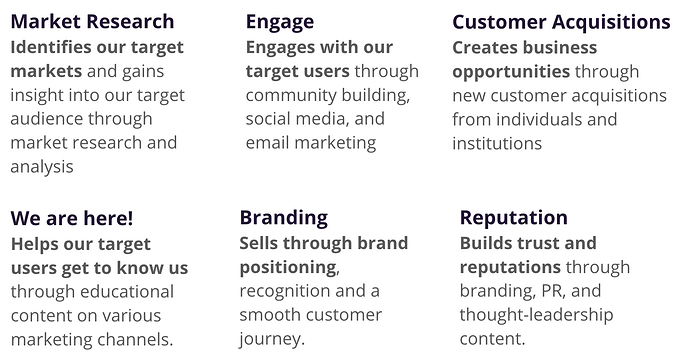 Market Research
Identifies our target
markets and gains
insight into our target
audience through
market research and
analysis
Engage
Engages with our
target users through
community building,
social media, and
email marketing
Customer Acquisitions
Creates business
opportunities through
new customer acquisitions
from individuals and
institutions
We are here!
Helps our target
users get to know us
through educational
content on various
marketing channels.
Branding
Sells through brand
positioning,
recognition and a
smooth customer
journey.
Reputation
Builds trust and
reputations through
branding, PR, and
thought-leadership
content.